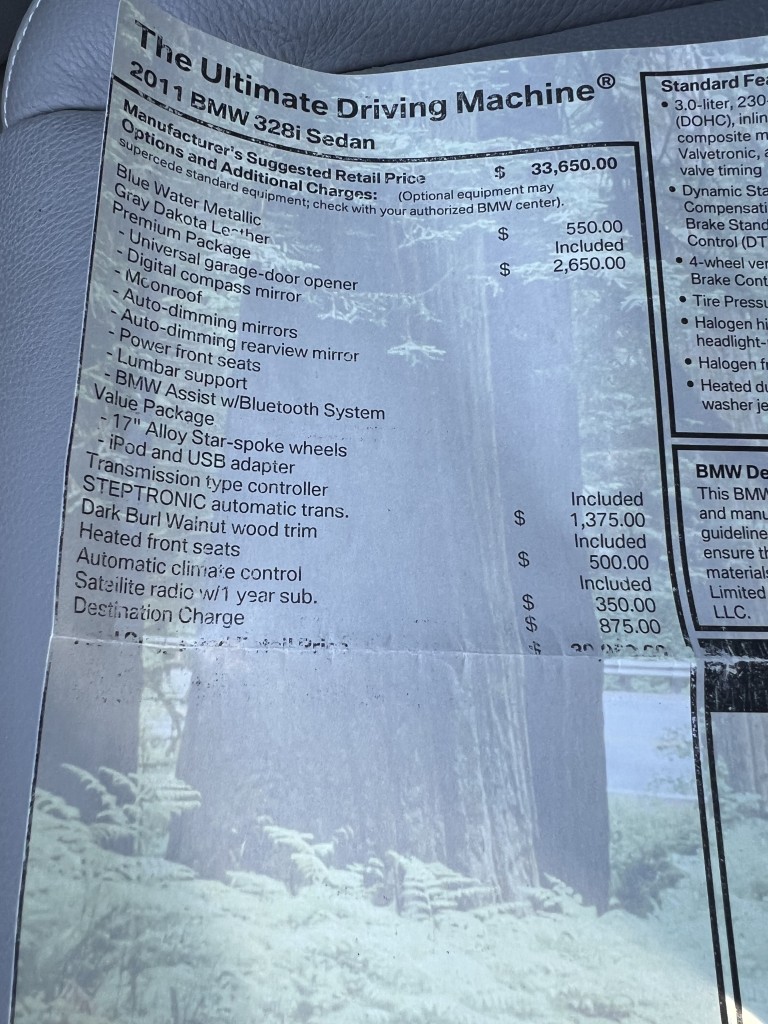 The Ultimate Driving Machine®
2011 BMW 328i Sedan
Manufacturer's Suggested Retail Price $ 33,650.00
Options and Additional Charges: (Optional equipment may
supercede standard equipment; check with your authorized BMW center).
Blue Water Metallic $ 550.00
Gray Dakota Leather Included
Premium Package $ 2,650.00
- Universal garage-door opener
- Digital compass mirror
- Moonroof
- Auto-dimming mirrors
- Auto-dimming rearview mirror
- Power front seats
- Lumbar support
- BMW Assist w/Bluetooth System
Value Package
- 17" Alloy Star-spoke wheels
- iPod and USB adapter
Transmission type controller Included
STEPTRONIC automatic trans. $ 1,375.00
Dark Burl Walnut wood trim Included
Heated front seats $ 500.00
Automatic climate control Included
Satellite radio w/1 year sub. $ 350.00
Destination Charge $ 875.00
Standard Fea
• 3.0-liter, 230-
(DOHC), inlin
composite m
Valvetronic, a
valve timing
• Dynamic Sta
Compensati
Brake Stand
Control (DT
• 4-wheel ven
Brake Cont
• Tire Pressu
• Halogen hi
headlight-
• Halogen f
• Heated du
washer je
BMW De
This BMW
and manu
guideline
ensure th
materials
Limited
LLC.